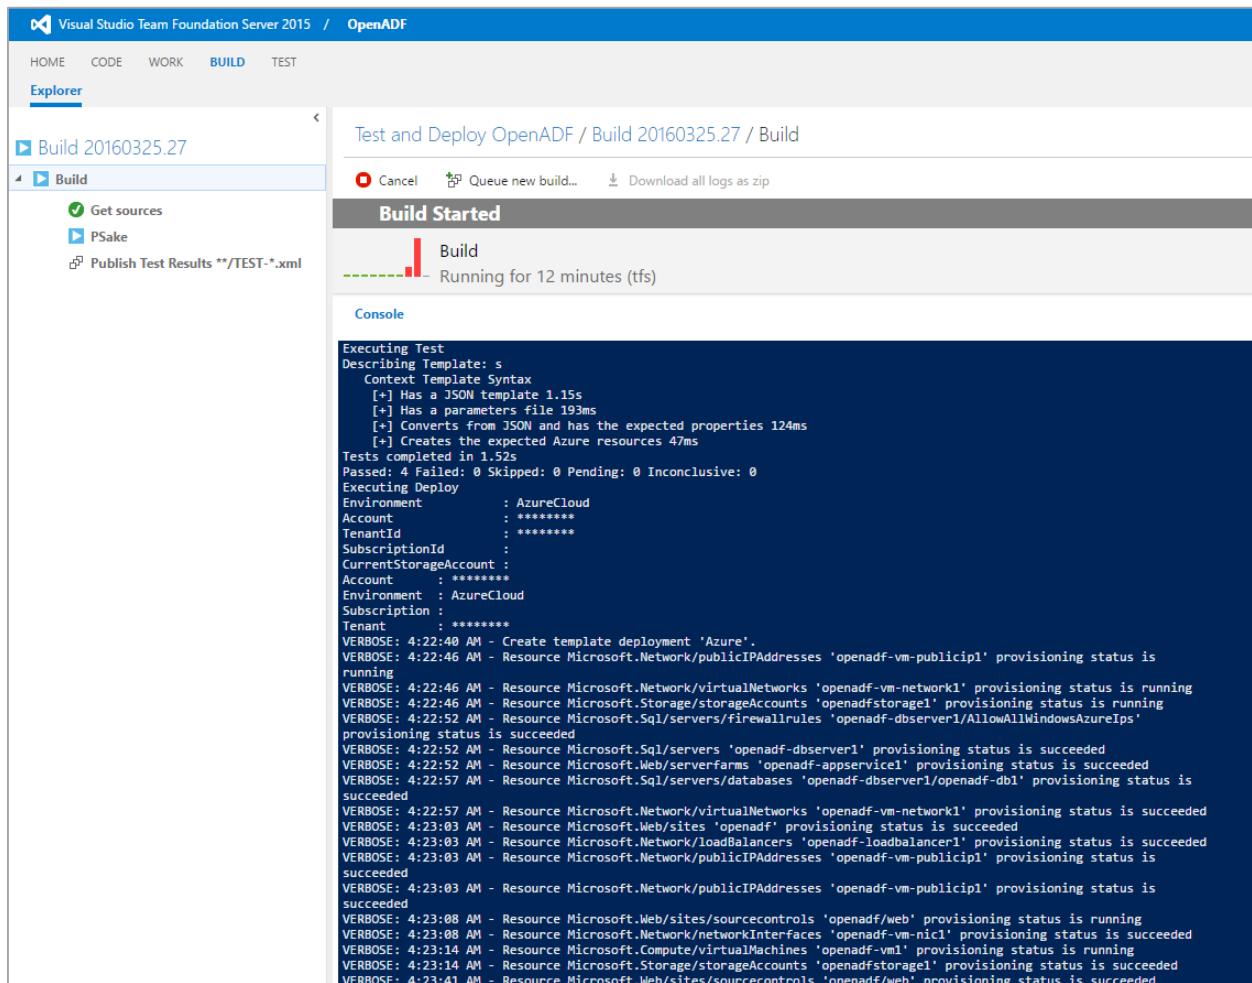 Visual Studio Team Foundation Server 2015 / OpenADF
HOME CODE WORK BUILD TEST
Explorer
Build 20160325.27
Build
Get sources
PSake
Publish Test Results **/TEST-*.xml
Test and Deploy OpenADF / Build 20160325.27 / Build
Cancel Queue new build... Download all logs as zip
Build Started
Build
Running for 12 minutes (tfs)
Console
Executing Test
Describing Template: s
Context Template Syntax
[+] Has a JSON template 1.15s
[+] Has a parameters file 193ms
[+] Converts from JSON and has the expected properties 124ms
[+] Creates the expected Azure resources 47ms
Tests completed in 1.52s
Passed: 4 Failed: 0 Skipped: 0 Pending: 0 Inconclusive: 0
Executing Deploy
Environment : AzureCloud
Account : ********
TenantId : ********
SubscriptionId :
CurrentStorageAccount :
Account : ********
Environment : AzureCloud
Subscription :
Tenant : ********
VERBOSE: 4:22:40 AM - Create template deployment 'Azure'.
VERBOSE: 4:22:46 AM - Resource Microsoft.Network/publicIPAddresses 'openadf-vm-publicip1' provisioning status is
running
VERBOSE: 4:22:46 AM - Resource Microsoft.Network/virtualNetworks 'openadf-vm-network1' provisioning status is running
VERBOSE: 4:22:46 AM - Resource Microsoft.Storage/storageAccounts 'openadfstorage1' provisioning status is running
VERBOSE: 4:22:52 AM - Resource Microsoft.Sql/servers/firewallrules 'openadf-dbserver1/AllowAllWindowsAzureIps'
provisioning status is succeeded
VERBOSE: 4:22:52 AM - Resource Microsoft.Sql/servers 'openadf-dbserver1' provisioning status is succeeded
VERBOSE: 4:22:52 AM - Resource Microsoft.Web/serverfarms 'openadf-appservice1' provisioning status is succeeded
VERBOSE: 4:22:57 AM - Resource Microsoft.Sql/servers/databases 'openadf-dbserver1/openadf-db1' provisioning status is
succeeded
VERBOSE: 4:22:57 AM - Resource Microsoft.Network/virtualNetworks 'openadf-vm-network1' provisioning status is succeeded
VERBOSE: 4:23:03 AM - Resource Microsoft.Web/sites 'openadf' provisioning status is succeeded
VERBOSE: 4:23:03 AM - Resource Microsoft.Network/loadBalancers 'openadf-loadbalancer1' provisioning status is succeeded
VERBOSE: 4:23:03 AM - Resource Microsoft.Network/publicIPAddresses 'openadf-vm-publicip1' provisioning status is
succeeded
VERBOSE: 4:23:03 AM - Resource Microsoft.Network/publicIPAddresses 'openadf-vm-publicip1' provisioning status is
succeeded
VERBOSE: 4:23:08 AM - Resource Microsoft.Web/sites/sourcecontrols 'openadf/web' provisioning status is running
VERBOSE: 4:23:08 AM - Resource Microsoft.Network/networkInterfaces 'openadf-vm-nic1' provisioning status is succeeded
VERBOSE: 4:23:14 AM - Resource Microsoft.Compute/virtualMachines 'openadf-vm1' provisioning status is running
VERBOSE: 4:23:14 AM - Resource Microsoft.Storage/storageAccounts 'openadfstorage1' provisioning status is succeeded
VERBOSE: 4:23:41 AM - Resource Microsoft.Web/sites/sourcecontrols 'openadf/web' provisioning status is succeeded